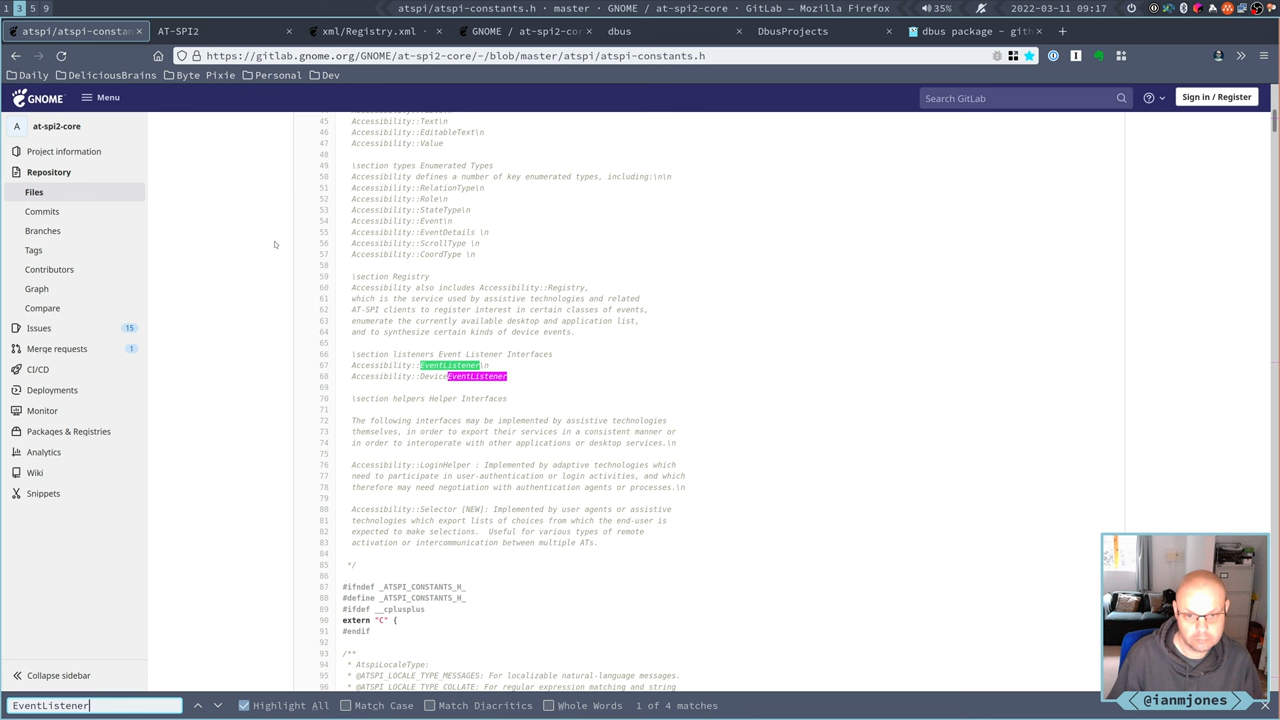 1 3 5 9
atspi/atspi-constants.h · master · GNOME / at-spi2-core · GitLab — Mozilla Firefox
35%
2022-03-11 09:17
atspi/atspi-constan
AT-SPI2
xml/Registry.xml ·
GNOME / at-spi2-co
dbus
DbusProjects
dbus package - gith
https://gitlab.gnome.org/GNOME/at-spi2-core/-/blob/master/atspi/atspi-constants.h
Daily
DeliciousBrains
Byte Pixie
Personal
Dev
GNOME
Menu
Search GitLab
Sign in / Register
A at-spi2-core
Project information
Repository
Files
Commits
Branches
Tags
Contributors
Graph
Compare
Issues 15
Merge requests 1
CI/CD
Deployments
Monitor
Packages & Registries
Analytics
Wiki
Snippets
Collapse sidebar
45 Accessibility::Text\n
46 Accessibility::EditableText\n
47 Accessibility::Value
48
49 \section types Enumerated Types
50 Accessibility defines a number of key enumerated types, including:\n\n
51 Accessibility::RelationType\n
52 Accessibility::Role\n
53 Accessibility::StateType\n
54 Accessibility::Event\n
55 Accessibility::EventDetails \n
56 Accessibility::ScrollType \n
57 Accessibility::CoordType \n
58
59 \section Registry
60 Accessibility also includes Accessibility::Registry,
61 which is the service used by assistive technologies and related
62 AT-SPI clients to register interest in certain classes of events,
63 enumerate the currently available desktop and application list,
64 and to synthesize certain kinds of device events.
65
66 \section listeners Event Listener Interfaces
67 Accessibility::EventListener\n
68 Accessibility::DeviceEventListener
69
70 \section helpers Helper Interfaces
71
72 The following interfaces may be implemented by assistive technologies
73 themselves, in order to export their services in a consistent manner or
74 in order to interoperate with other applications or desktop services.\n
75
76 Accessibility::LoginHelper : Implemented by adaptive technologies which
77 need to participate in user-authentication or login activities, and which
78 therefore may need negotiation with authentication agents or processes.\n
79
80 Accessibility::Selector [NEW]: Implemented by user agents or assistive
81 technologies which export lists of choices from which the end-user is
82 expected to make selections.  Useful for various types of remote
83 activation or intercommunication between multiple ATs.
84
85 */
86
87 #ifndef _ATSPI_CONSTANTS_H_
88 #define _ATSPI_CONSTANTS_H_
89 #ifdef __cplusplus
90 extern "C" {
91 #endif
92
93 /**
94 * AtspiLocaleType:
95 * @ATSPI_LOCALE_TYPE_MESSAGES: For localizable natural-language messages.
96 * @ATSPI_LOCALE_TYPE_COLLATE: For regular expression matching and string
@ianmjones
EventListener
Highlight All
Match Case
Match Diacritics
Whole Words
1 of 4 matches